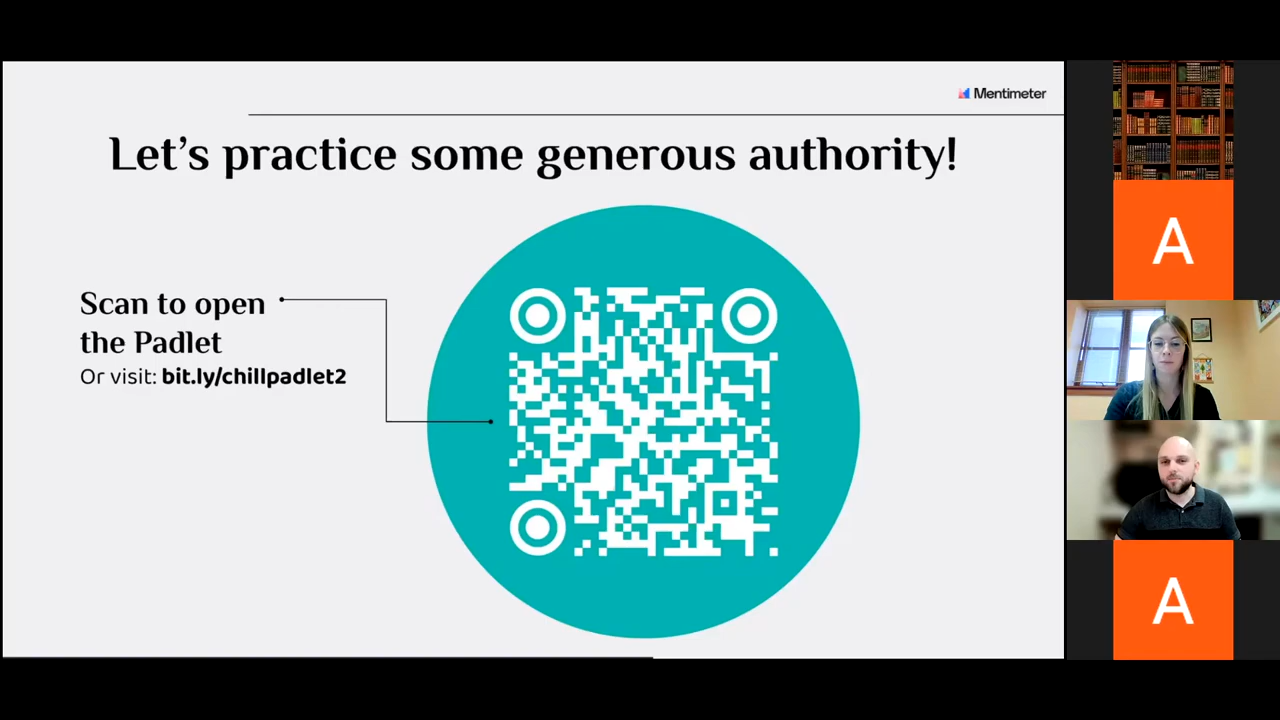 Mentimeter
Let’s practice some generous authority!
Scan to open
the Padlet
Or visit: bit.ly/chillpadlet2
A
A